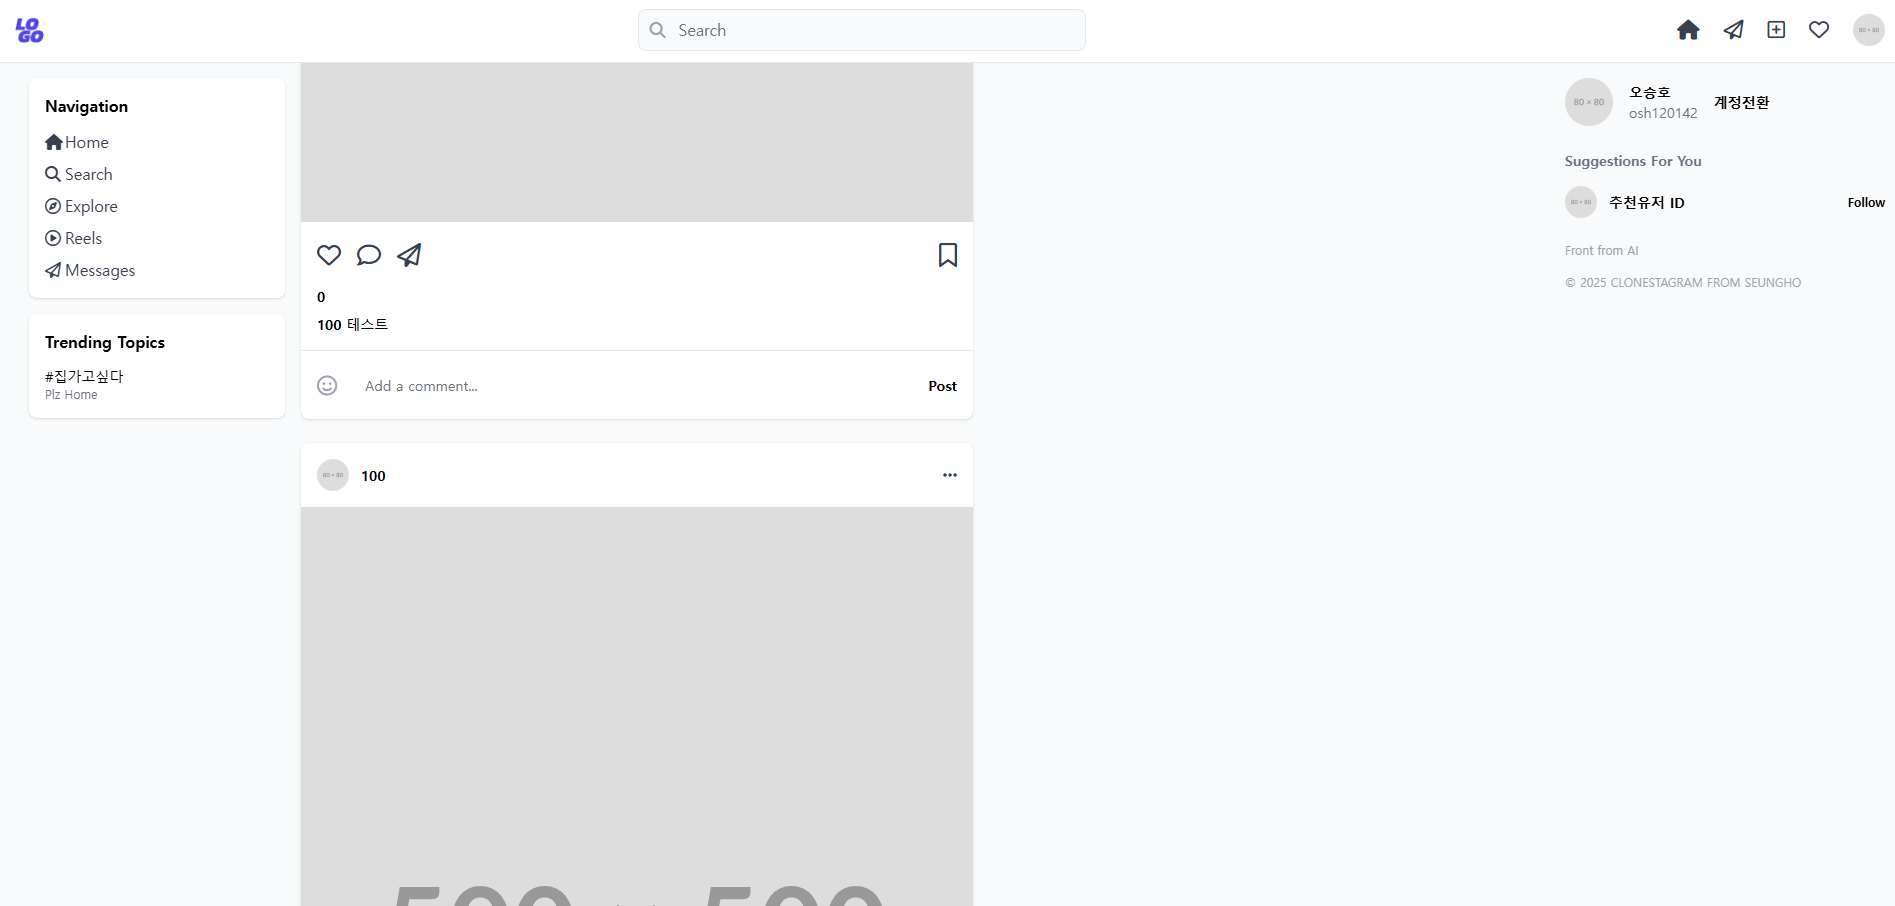 LO
GO
Search
80 × 80
Navigation
Home
Search
Explore
Reels
Messages
Trending Topics
#집가고싶다
Plz Home
0
100 테스트
Add a comment...
Post
80 × 80
100
80 × 80
오승호
osh120142
계정전환
Suggestions For You
80 × 80
추천유저 ID
Follow
Front from AI
© 2025 CLONESTAGRAM FROM SEUNGHO